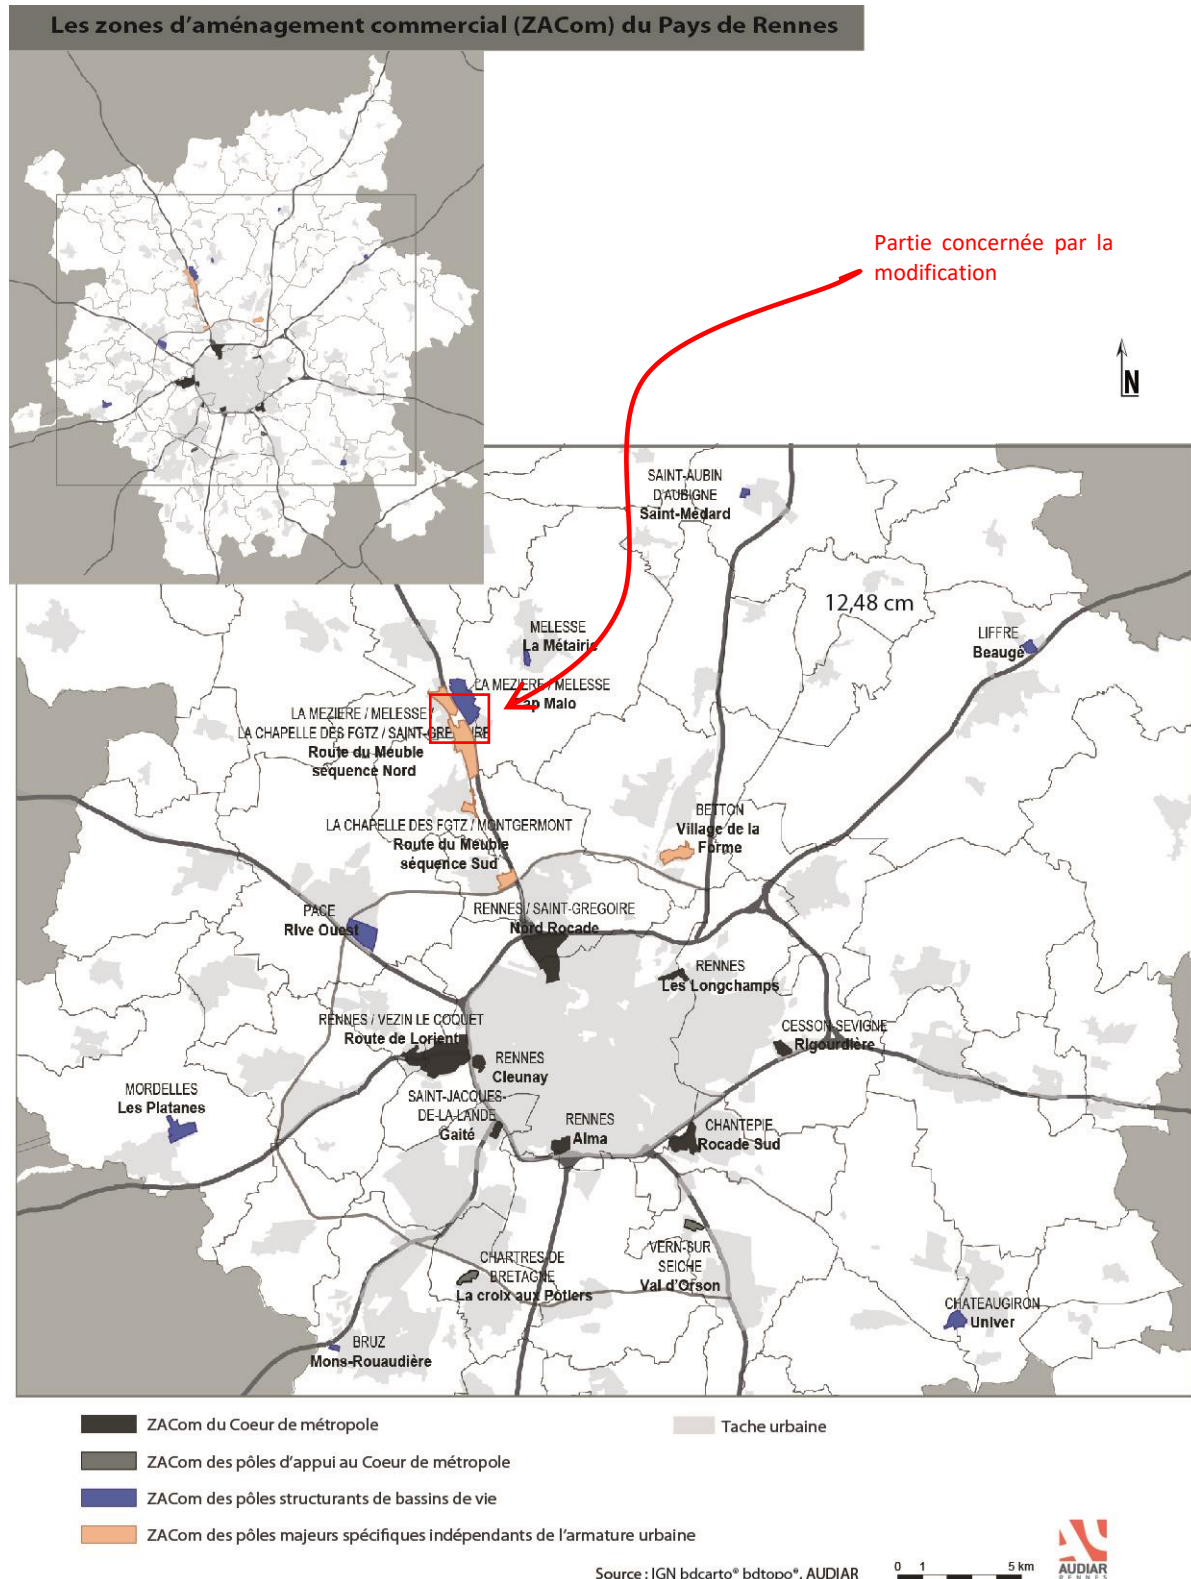 Les zones d'aménagement commercial (ZACom) du Pays de Rennes
Partie concernée par la
modification
N
SAINT-AUBIN
D'AUBIGNE
Saint-Médard
12,48 cm
MELESSE
La Métairie
LIFFRE
Beaugé
LA MEZIERE / MELESSE
Cap Malo
LA MEZIERE / MELESSE /
LA CHAPELLE DES FGTZ / SAINT-GREGOIRE
Route du Meuble
séquence Nord
LA CHAPELLE DES FGTZ / MONTGERMONT
Route du Meuble
séquence Sud
BETTON
Village de la
Forme
PACE
Rive Ouest
RENNES / SAINT-GREGOIRE
Nord Rocade
RENNES
Les Longchamps
RENNES / VEZIN LE COQUET
Route de Lorient
RENNES
Cleunay
CESSON-SEVIGNE
Rigourdière
MORDELLES
Les Platanes
SAINT-JACQUES-
DE-LA-LANDE
Gaité
RENNES
Alma
CHANTEPIE
Rocade Sud
CHARTRES-DE
BRETAGNE
La croix aux Potiers
VERN-SUR
SEICHE
Val d'Orson
CHATEAUGIRON
Univer
BRUZ
Mons-Rouaudière
ZACom du Coeur de métropole
Tache urbaine
ZACom des pôles d'appui au Coeur de métropole
ZACom des pôles structurants de bassins de vie
ZACom des pôles majeurs spécifiques indépendants de l'armature urbaine
Source : IGN bdcarto® bdtopo®, AUDIAR
0 1 5 km
AUDIAR
RENNES